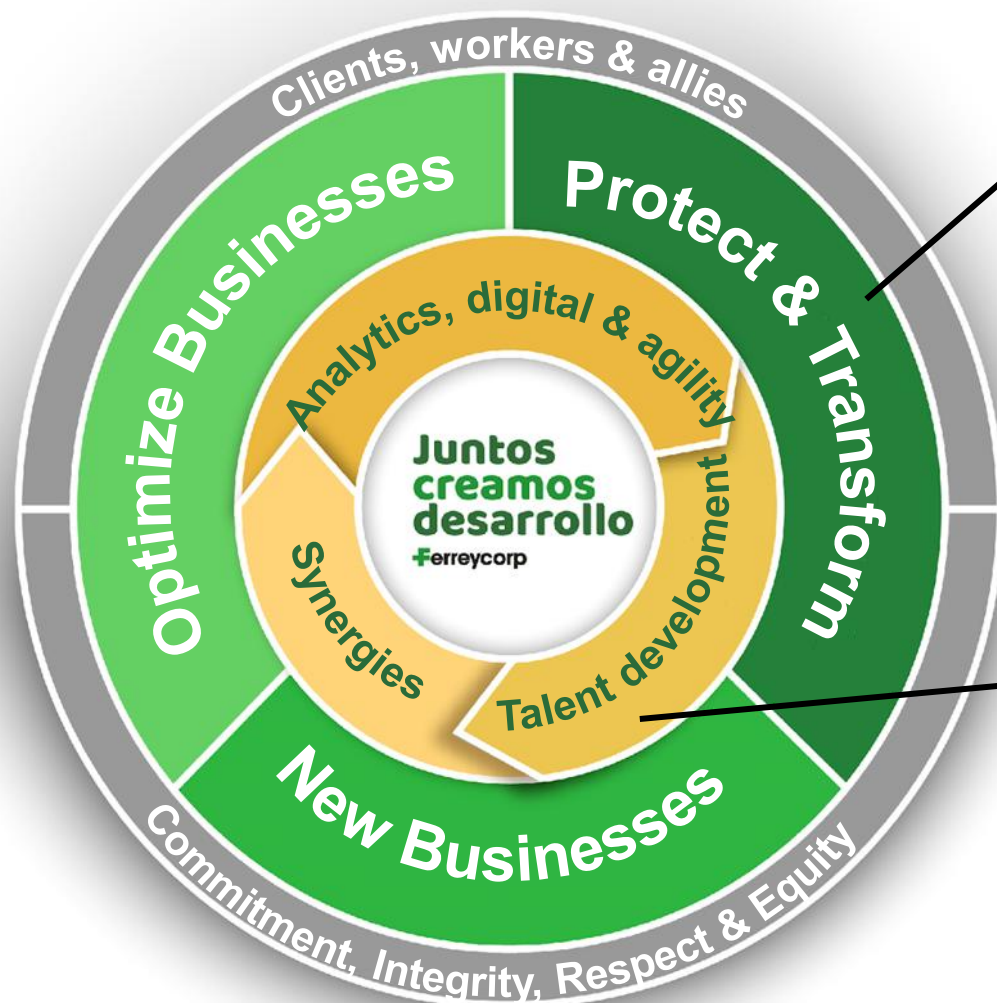 Clients, workers & allies
Optimize Businesses
Protect & Transform
Analytics, digital & agility
Juntos
creamos
desarrollo
Ferreycorp
Synergies
Talent development
New Businesses
Commitment, Integrity, Respect & Equity